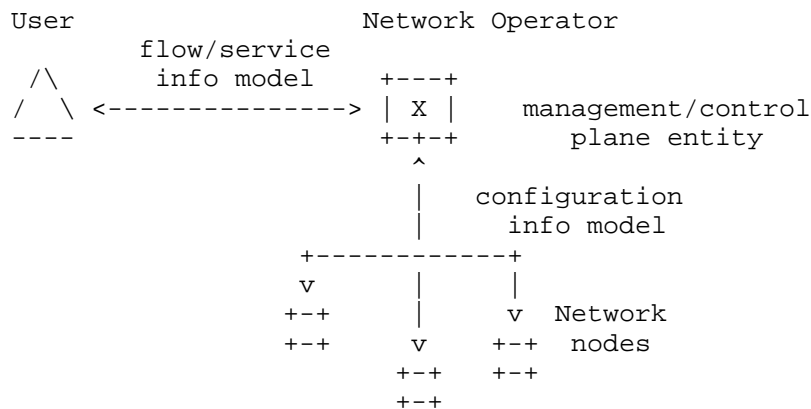 User                    Network Operator
        flow/service
 /\      info model    +---+
/  \ <---------------> | X |    management/control
----                   +-+-+       plane entity
                         ^
                         |   configuration
                         |     info model
                  +------------+
                  v      |     |
                 +-+     |     v  Network
                 +-+     v    +-+  nodes
                        +-+   +-+
                        +-+